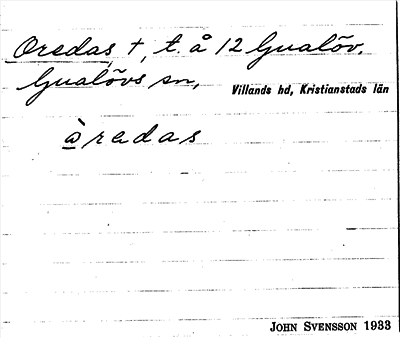 Oredas, †, t. å 12 Gualöv,
Gualövs sn, Villands hd, Kristianstads län
òredas
JOHN SVENSSON 1933